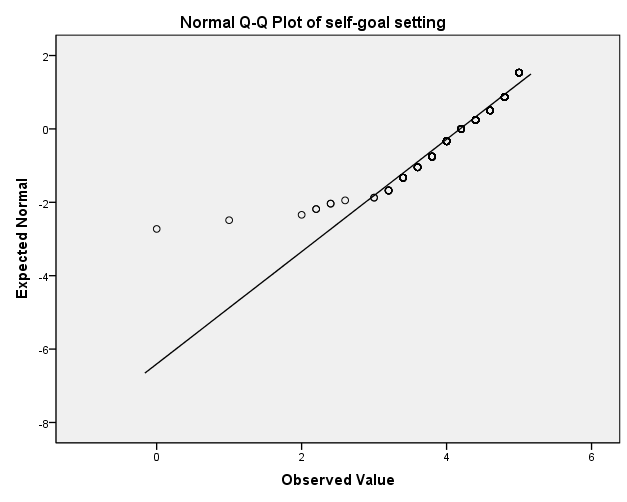 Normal Q-Q Plot of self-goal setting
Expected Normal
2
0
-2
-4
-6
-8
0 2 4 6
Observed Value